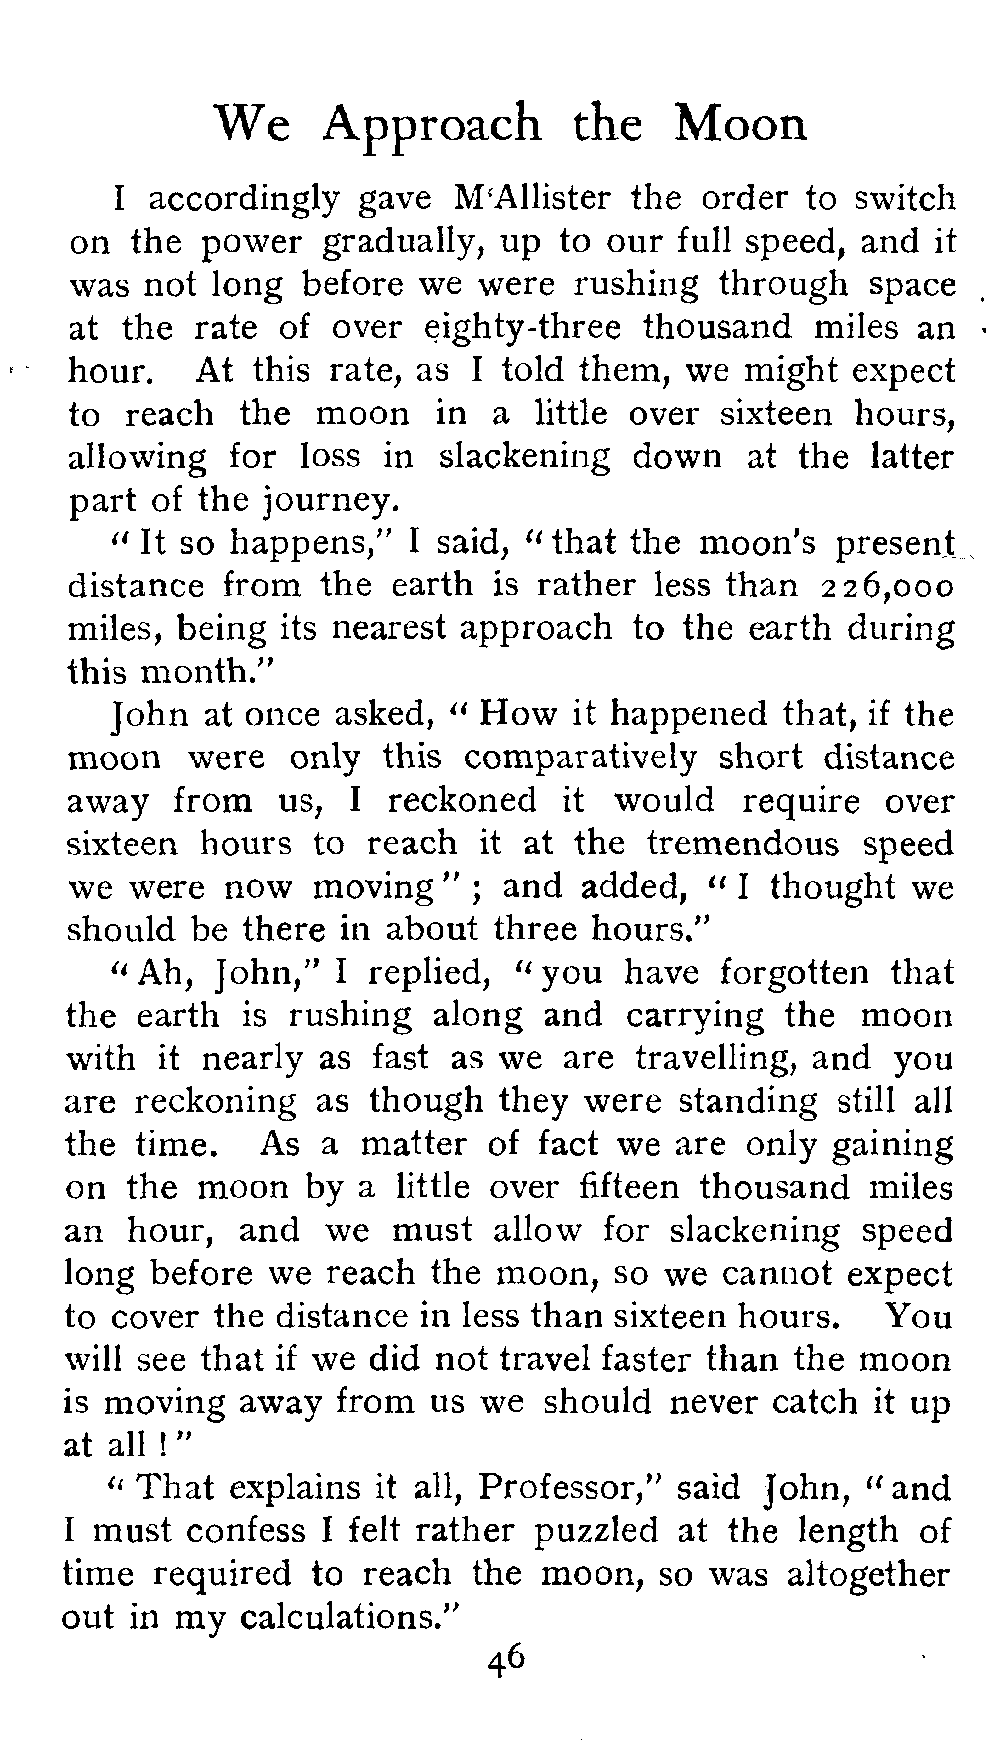 We Approach the Moon
I accordingly gave M‘Allister the order to switch
on the power gradually, up to our full speed, and it
was not long before we were rushing through space
at the rate of over eighty-three thousand miles an
hour. At this rate, as I told them, we might expect
to reach the moon in a little over sixteen hours,
allowing for loss in slackening down at the latter
part of the journey.
“ It so happens,” I said, “ that the moon's present
distance from the earth is rather less than 226,000
miles, being its nearest approach to the earth during
this month.”
John at once asked, “ How it happened that, if the
moon were only this comparatively short distance
away from us, I reckoned it would require over
sixteen hours to reach it at the tremendous speed
we were now moving ” ; and added, “ I thought we
should be there in about three hours.”
“ Ah, John,” I replied, “ you have forgotten that
the earth is rushing along and carrying the moon
with it nearly as fast as we are travelling, and you
are reckoning as though they were standing still all
the time. As a matter of fact we are only gaining
on the moon by a little over fifteen thousand miles
an hour, and we must allow for slackening speed
long before we reach the moon, so we cannot expect
to cover the distance in less than sixteen hours. You
will see that if we did not travel faster than the moon
is moving away from us we should never catch it up
at all ! ”
“ That explains it all, Professor,” said John, “ and
I must confess I felt rather puzzled at the length of
time required to reach the moon, so was altogether
out in my calculations.”
46